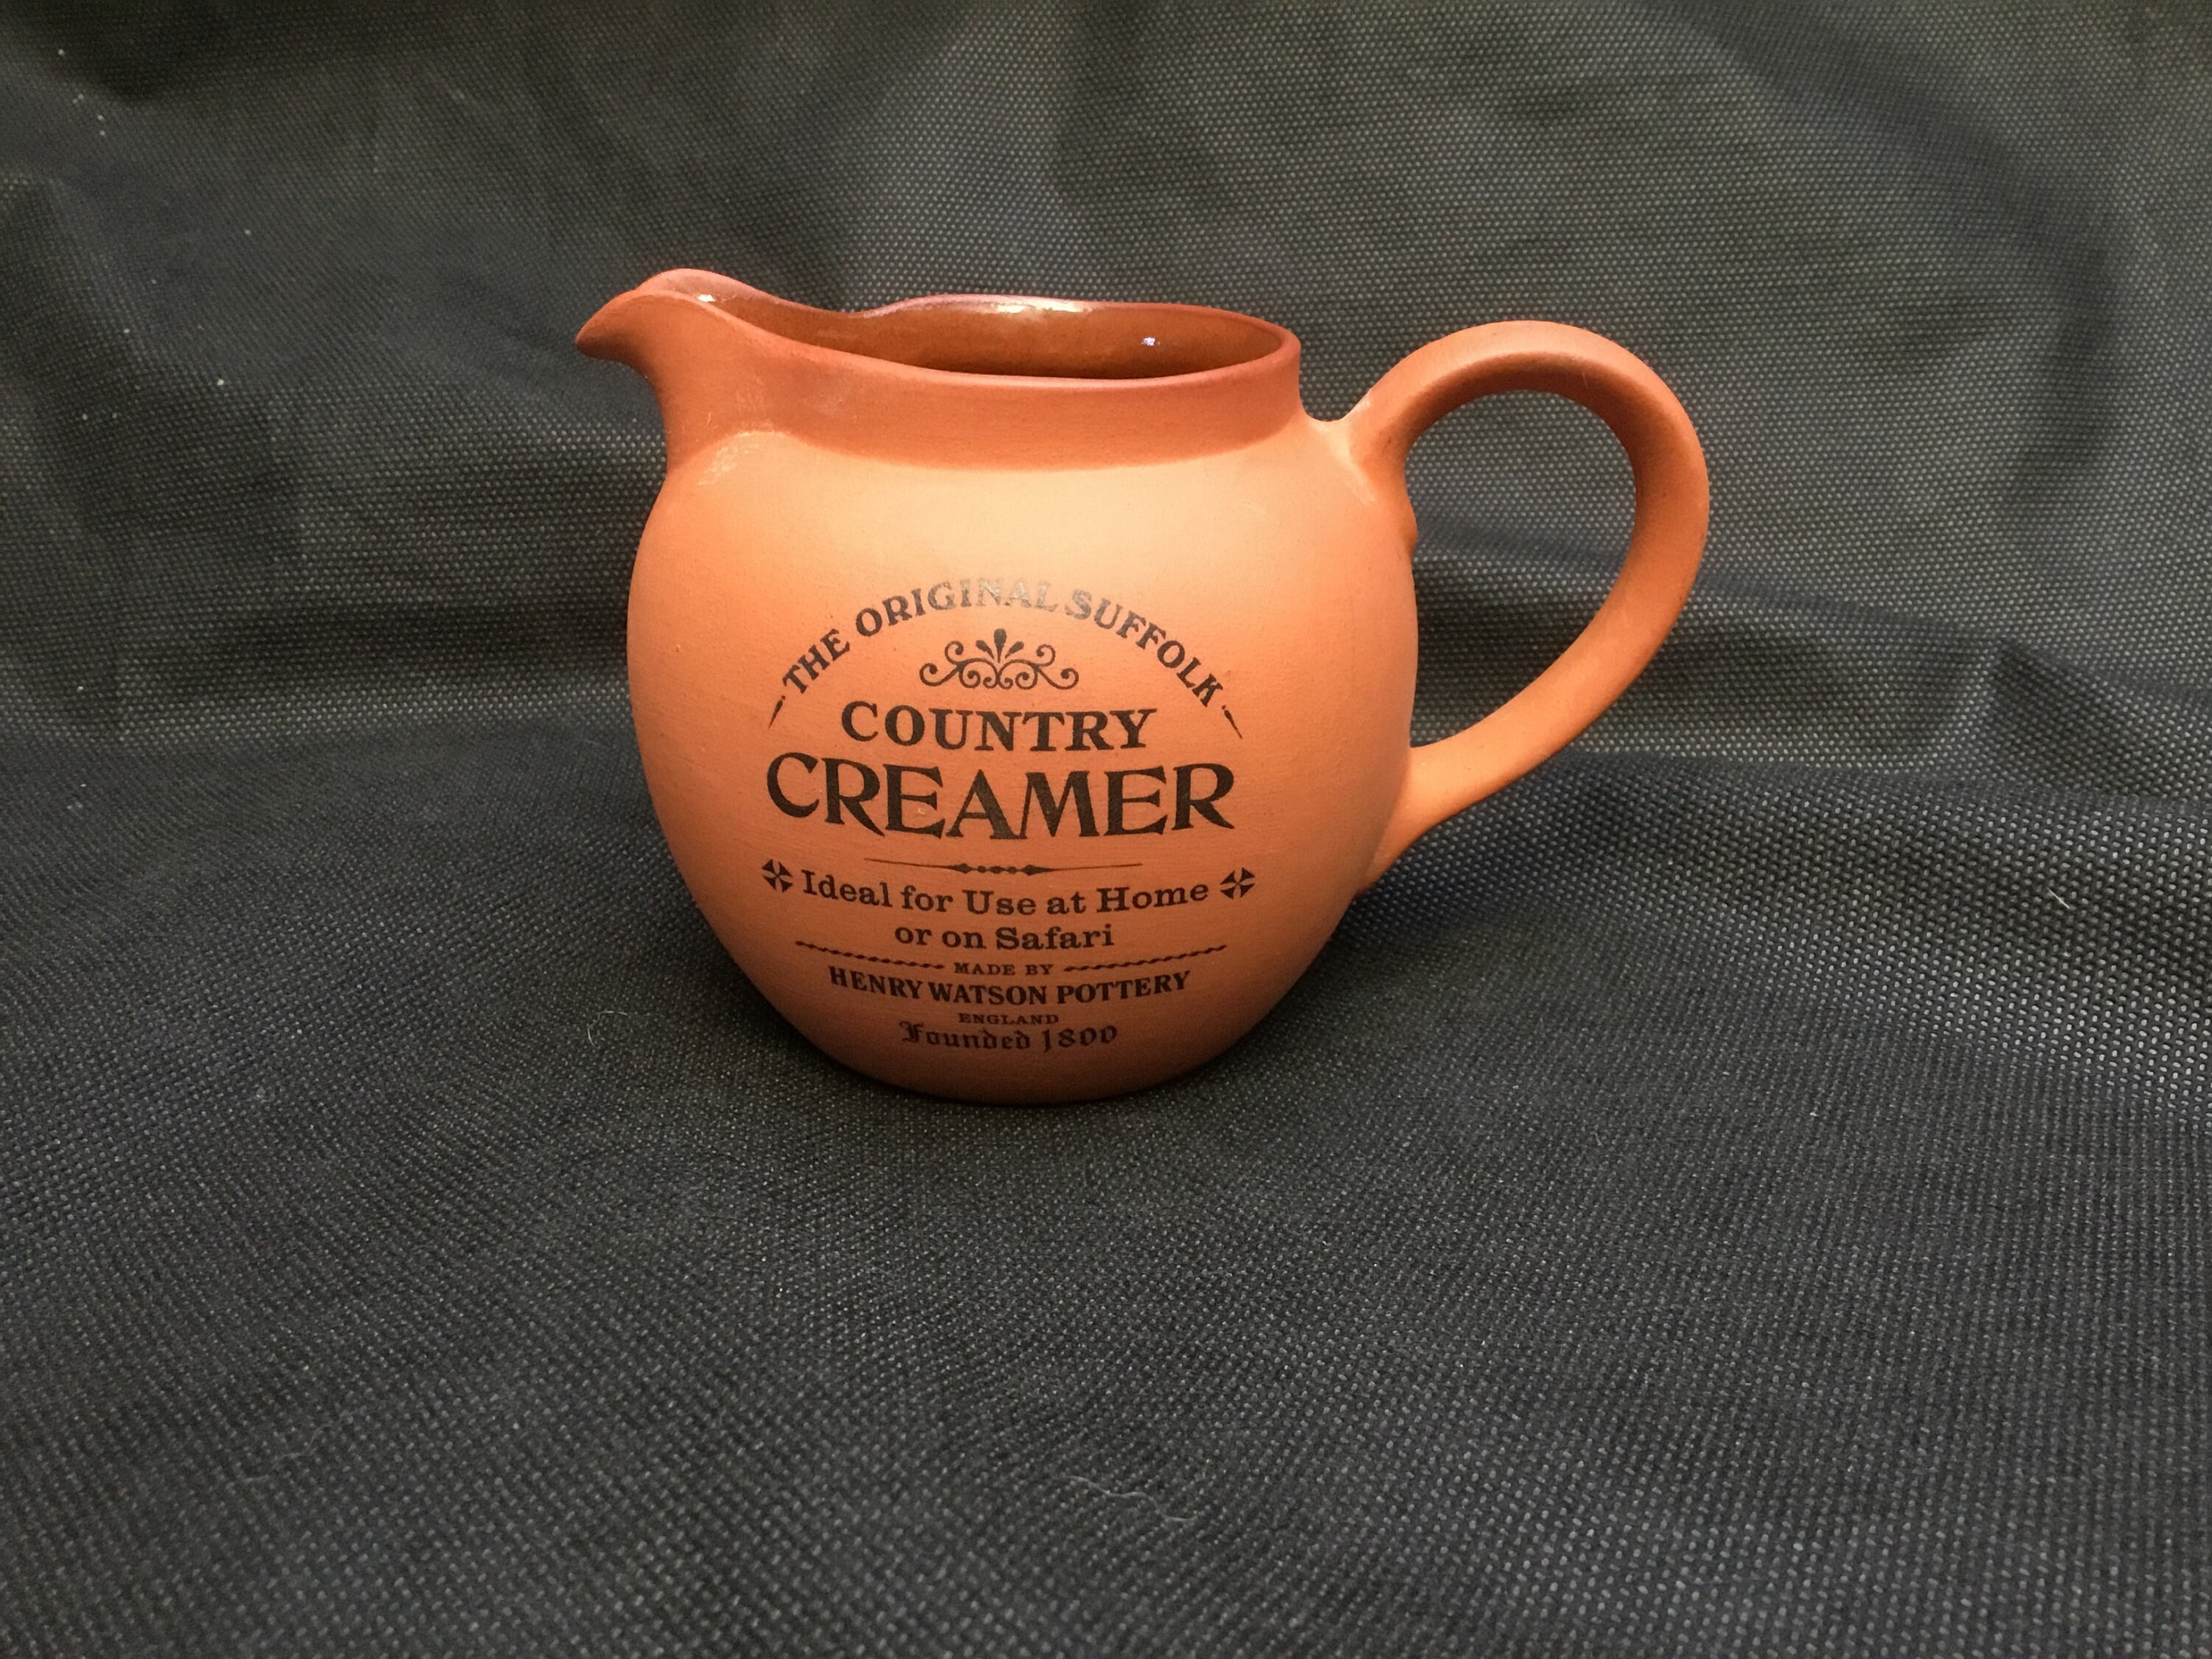 THE ORIGINAL SUFFOLK
COUNTRY
CREAMER
Ideal for Use at Home
or on Safari
MADE BY
HENRY WATSON POTTERY
ENGLAND
Founded 1800